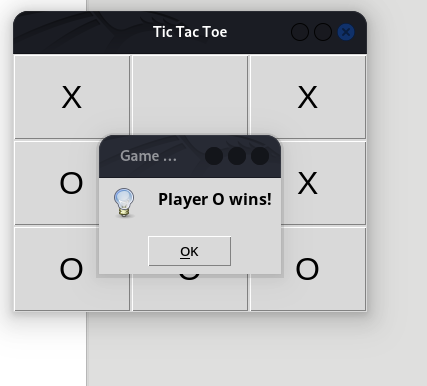 Tic Tac Toe
X X
Game ...
O Player O wins! X
OK
O O O